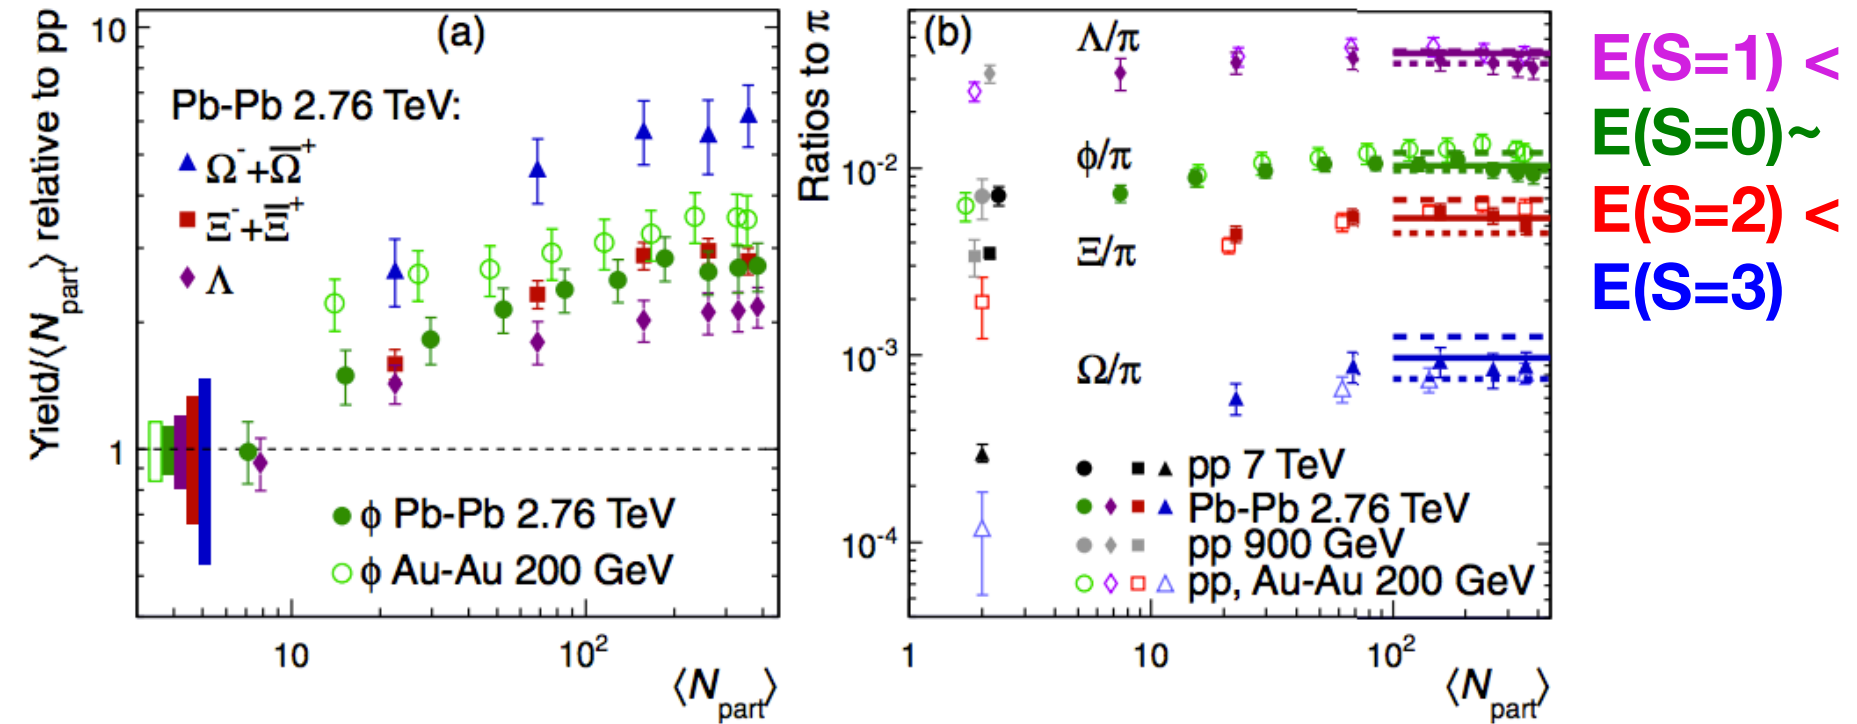 Yield/⟨Npart⟩ relative to pp
10
1
(a)
Pb-Pb 2.76 TeV:
Ω⁻+Ω̅⁺
Ξ⁻+Ξ̅⁺
Λ
ϕ Pb-Pb 2.76 TeV
ϕ Au-Au 200 GeV
10
10²
⟨Npart⟩
Ratios to π
10⁻²
10⁻³
10⁻⁴
(b)
Λ/π
ϕ/π
Ξ/π
Ω/π
pp 7 TeV
Pb-Pb 2.76 TeV
pp 900 GeV
pp, Au-Au 200 GeV
1
10
10²
⟨Npart⟩
E(S=1) <
E(S=0)~
E(S=2) <
E(S=3)